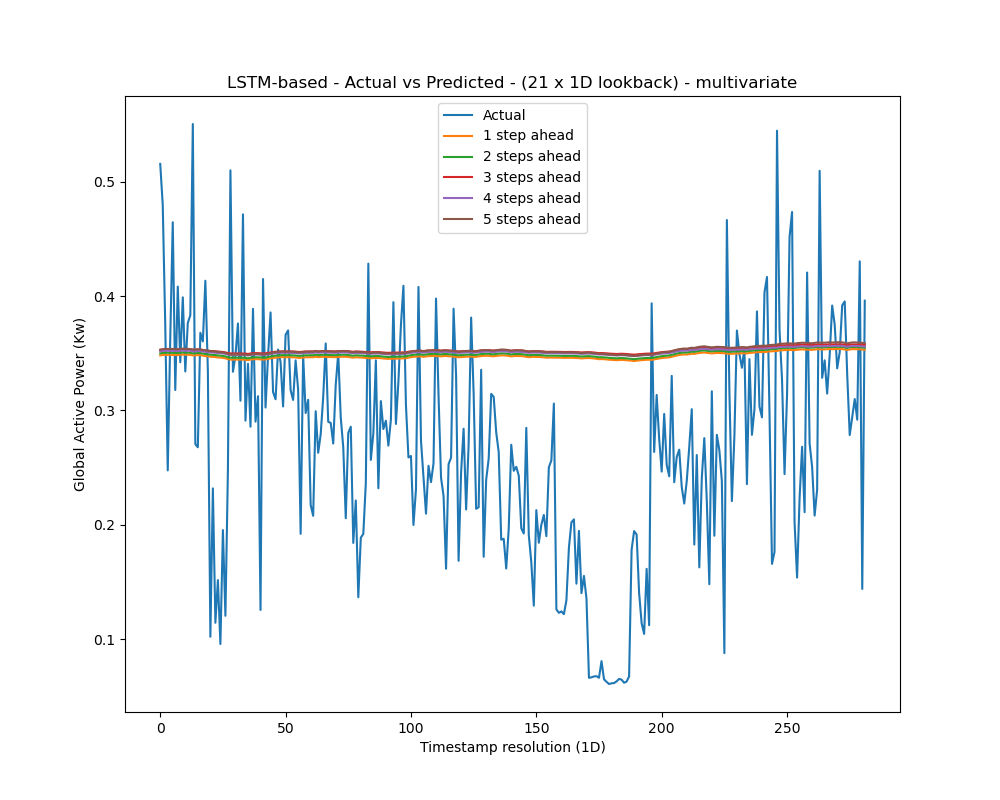 LSTM-based - Actual vs Predicted - (21 x 1D lookback) - multivariate
Actual
1 step ahead
2 steps ahead
3 steps ahead
4 steps ahead
5 steps ahead
Global Active Power (Kw)
0.5
0.4
0.3
0.2
0.1
0 50 100 150 200 250
Timestamp resolution (1D)